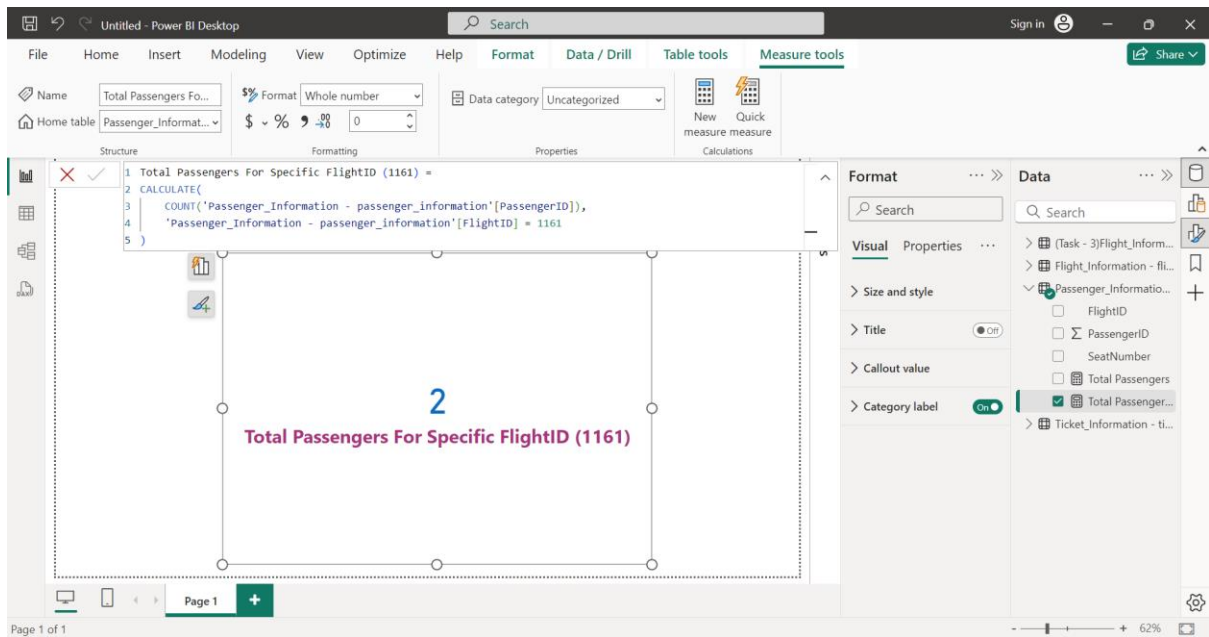 Untitled - Power BI Desktop
Search
Sign in
File Home Insert Modeling View Optimize Help Format Data / Drill Table tools Measure tools
Share
Name Total Passengers Fo...
Home table Passenger_Informat...
Structure
$% Format Whole number
$ % 0
Formatting
Data category Uncategorized
Properties
New measure
Quick measure
Calculations
1 Total Passengers For Specific FlightID (1161) =
2 CALCULATE(
3 COUNT('Passenger_Information - passenger_information'[PassengerID]),
4 'Passenger_Information - passenger_information'[FlightID] = 1161
5 )
2
Total Passengers For Specific FlightID (1161)
Format
Search
Visual Properties ...
Size and style
Title Off
Callout value
Category label On
Data
Search
(Task - 3)Flight_Inform...
Flight_Information - fli...
Passenger_Informatio...
FlightID
PassengerID
SeatNumber
Total Passengers
Total Passenger...
Ticket_Information - ti...
Page 1
Page 1 of 1
62%